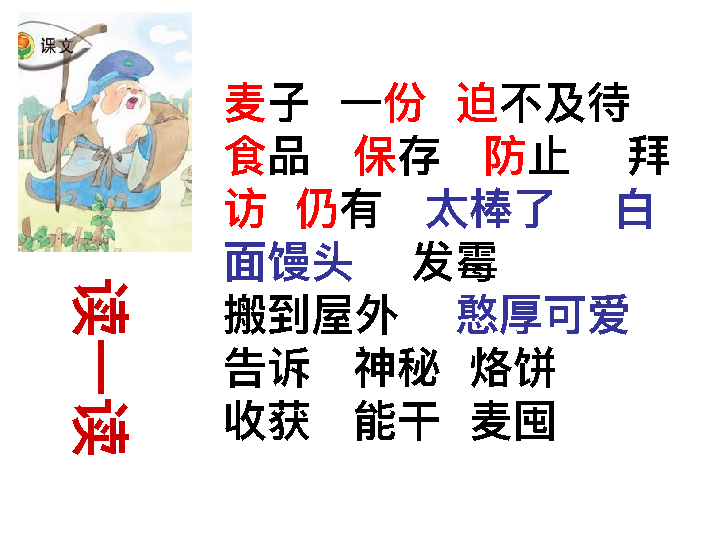 课文
麦子 一份 迫不及待
食品 保存 防止 拜
访 仍有 太棒了 白
面馒头 发霉
搬到屋外 憨厚可爱
告诉 神秘 烙饼
收获 能干 麦囤
读一读